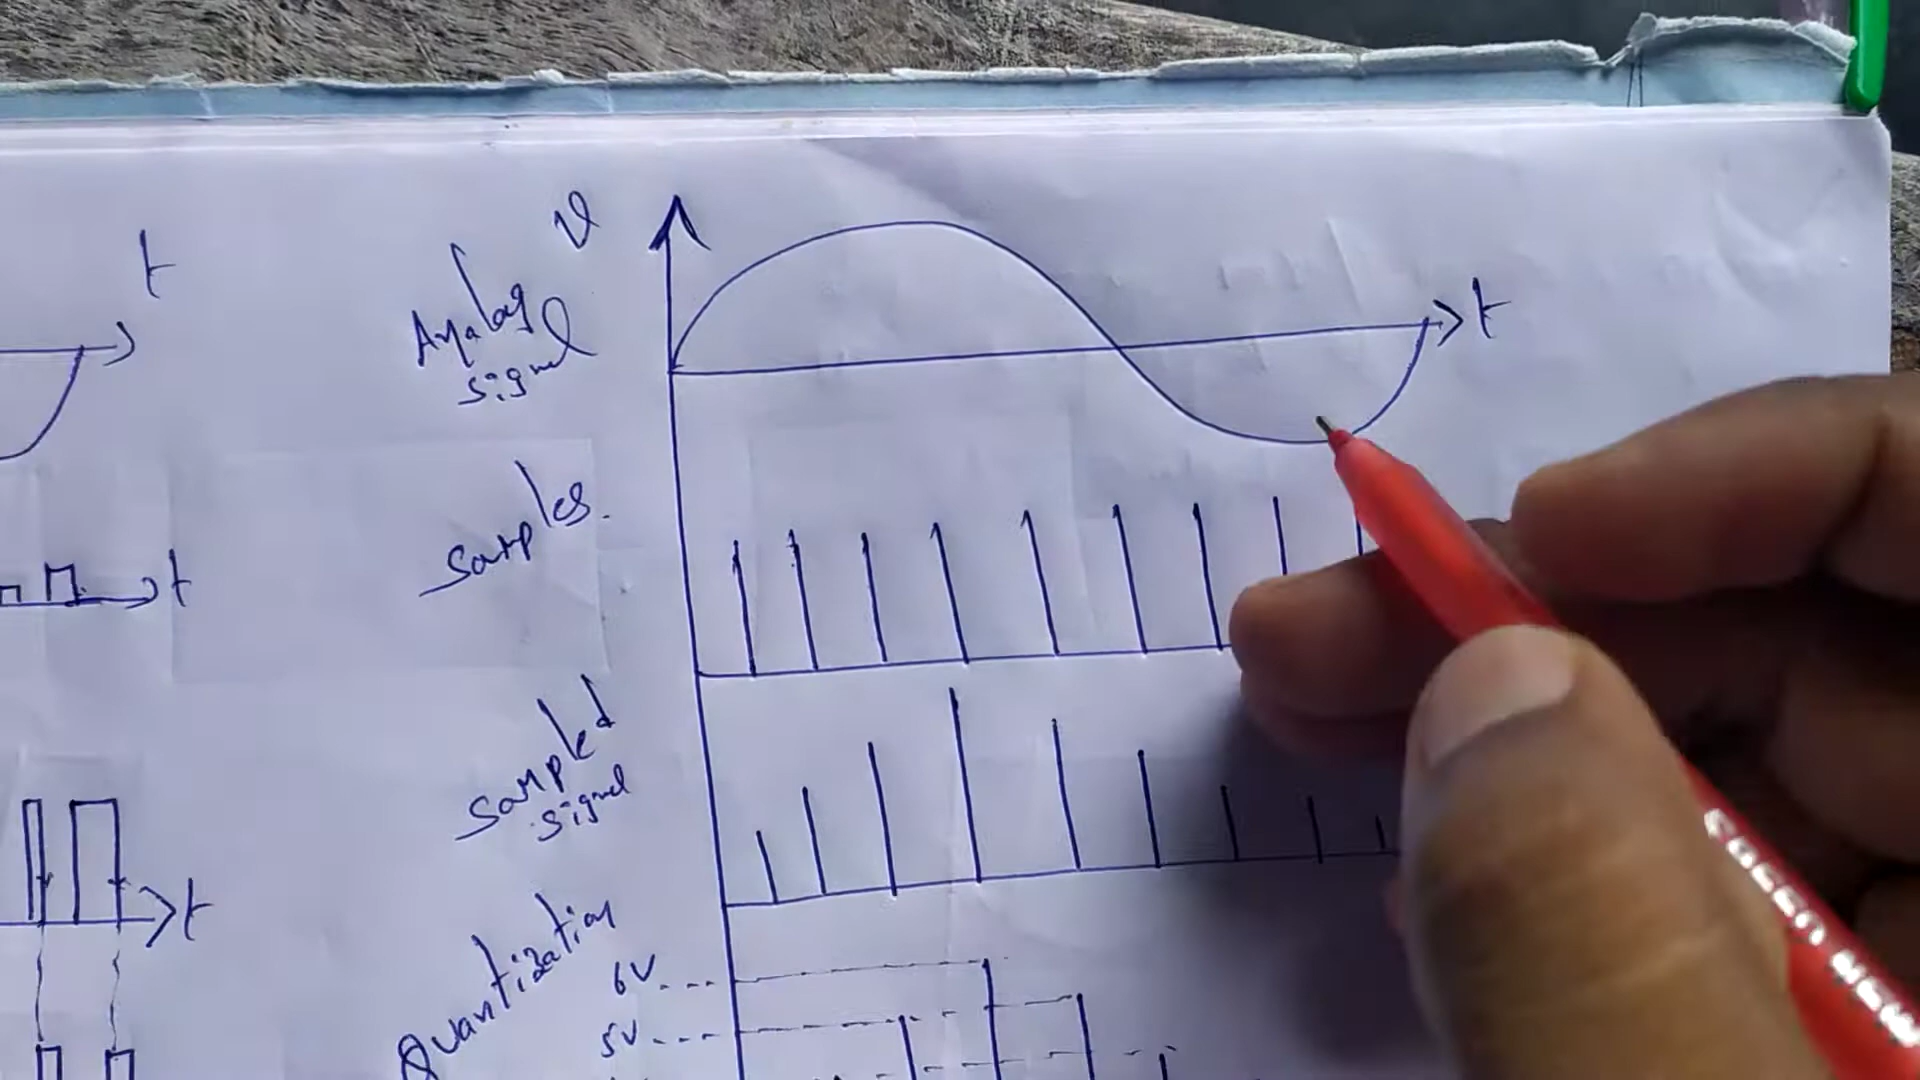 v
t
Analog
signal
t
Samples.
t
Sampled
signal
t
Quantization
6V
5V